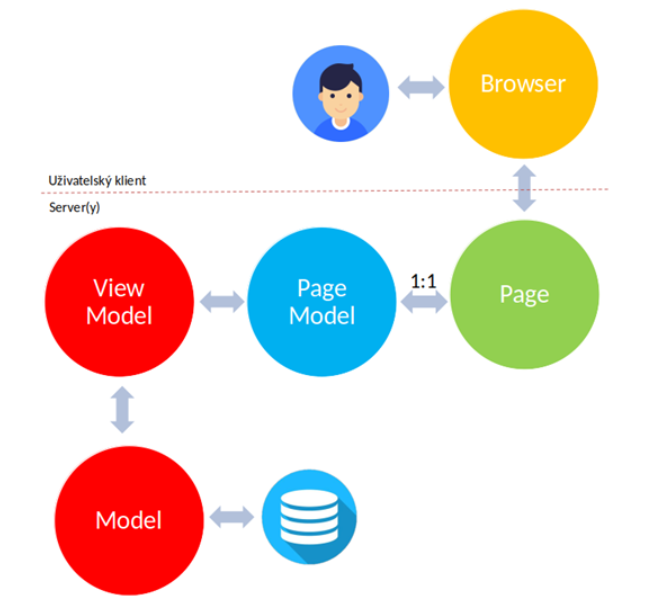 Browser
Uživatelský klient
Server(y)
View
Model
Page
Model
1:1
Page
Model